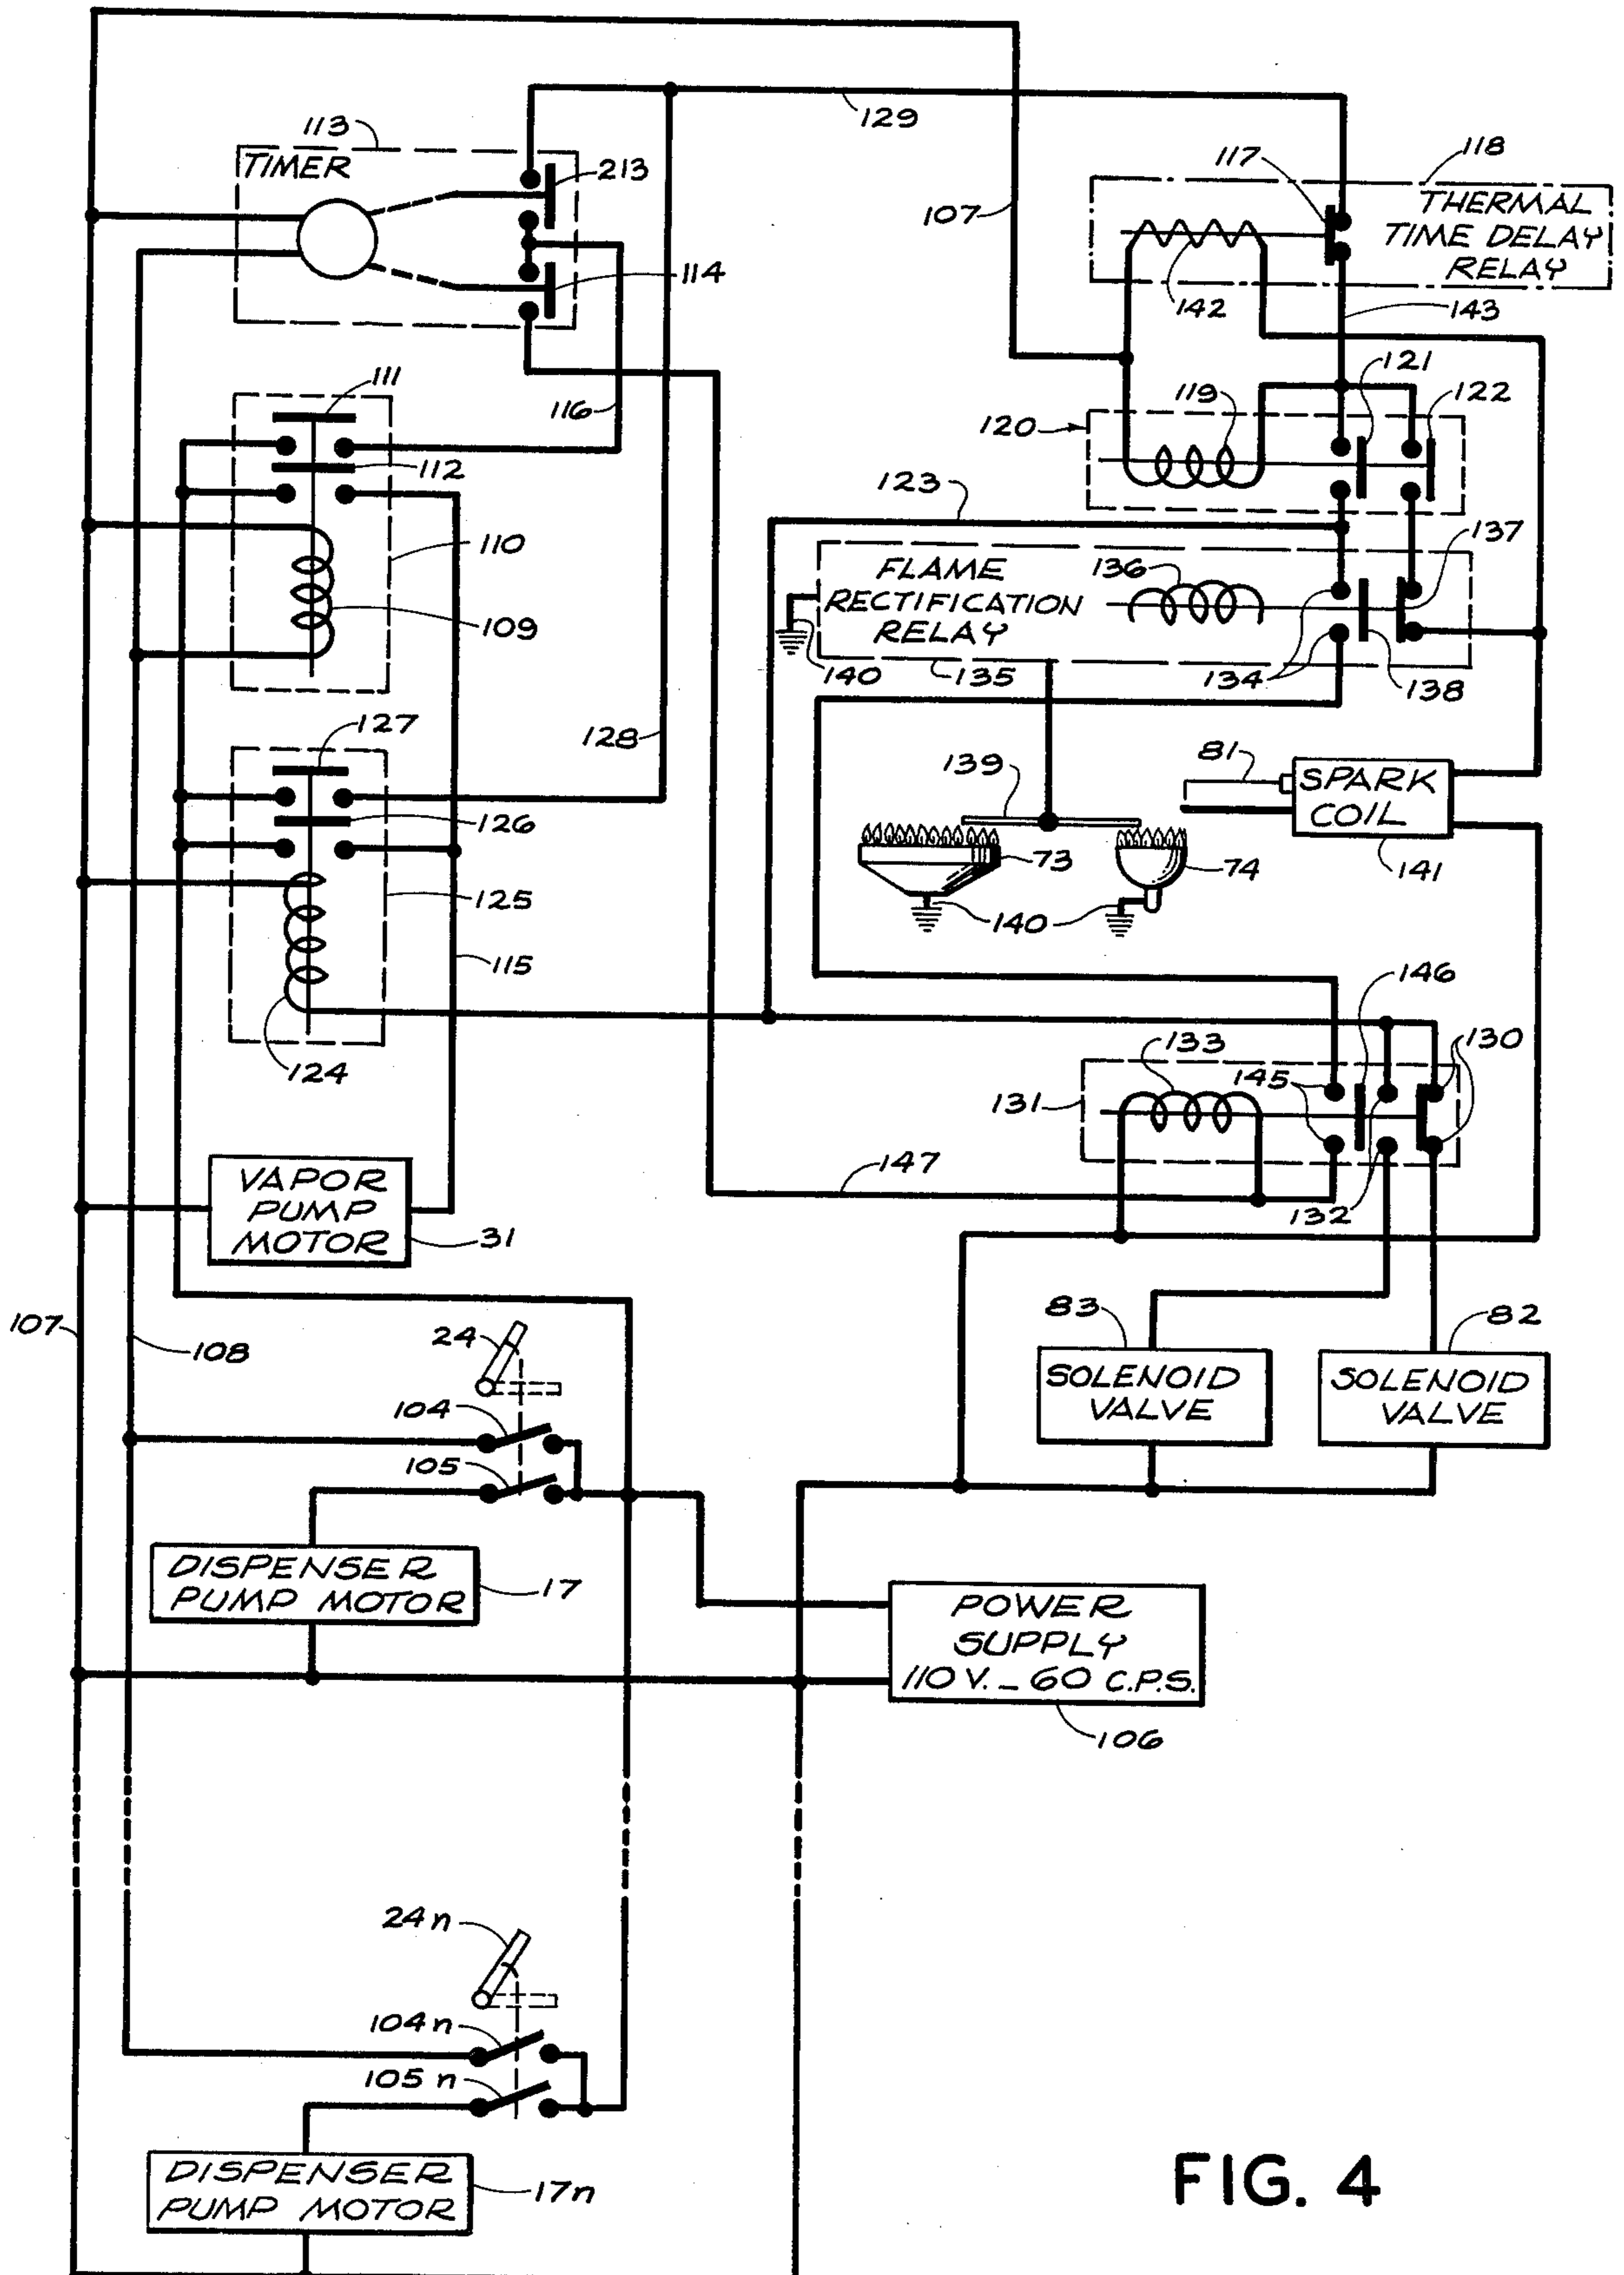 129
113
TIMER
213
114
107
117
118
THERMAL
TIME DELAY
RELAY
142
143
111
112
116
110
109
121
119
122
120
123
137
FLAME
RECTIFICATION
RELAY
136
140
135
134
138
127
128
126
125
115
124
139
81
SPARK
COIL
141
73
74
140
146
133
145
130
131
147
132
VAPOR
PUMP
MOTOR
31
107
108
24
104
105
83
82
SOLENOID
VALVE
SOLENOID
VALVE
DISPENSER
PUMP MOTOR
17
POWER
SUPPLY
110 V. - 60 C.P.S.
106
24n
104n
105n
DISPENSER
PUMP MOTOR
17n
FIG. 4